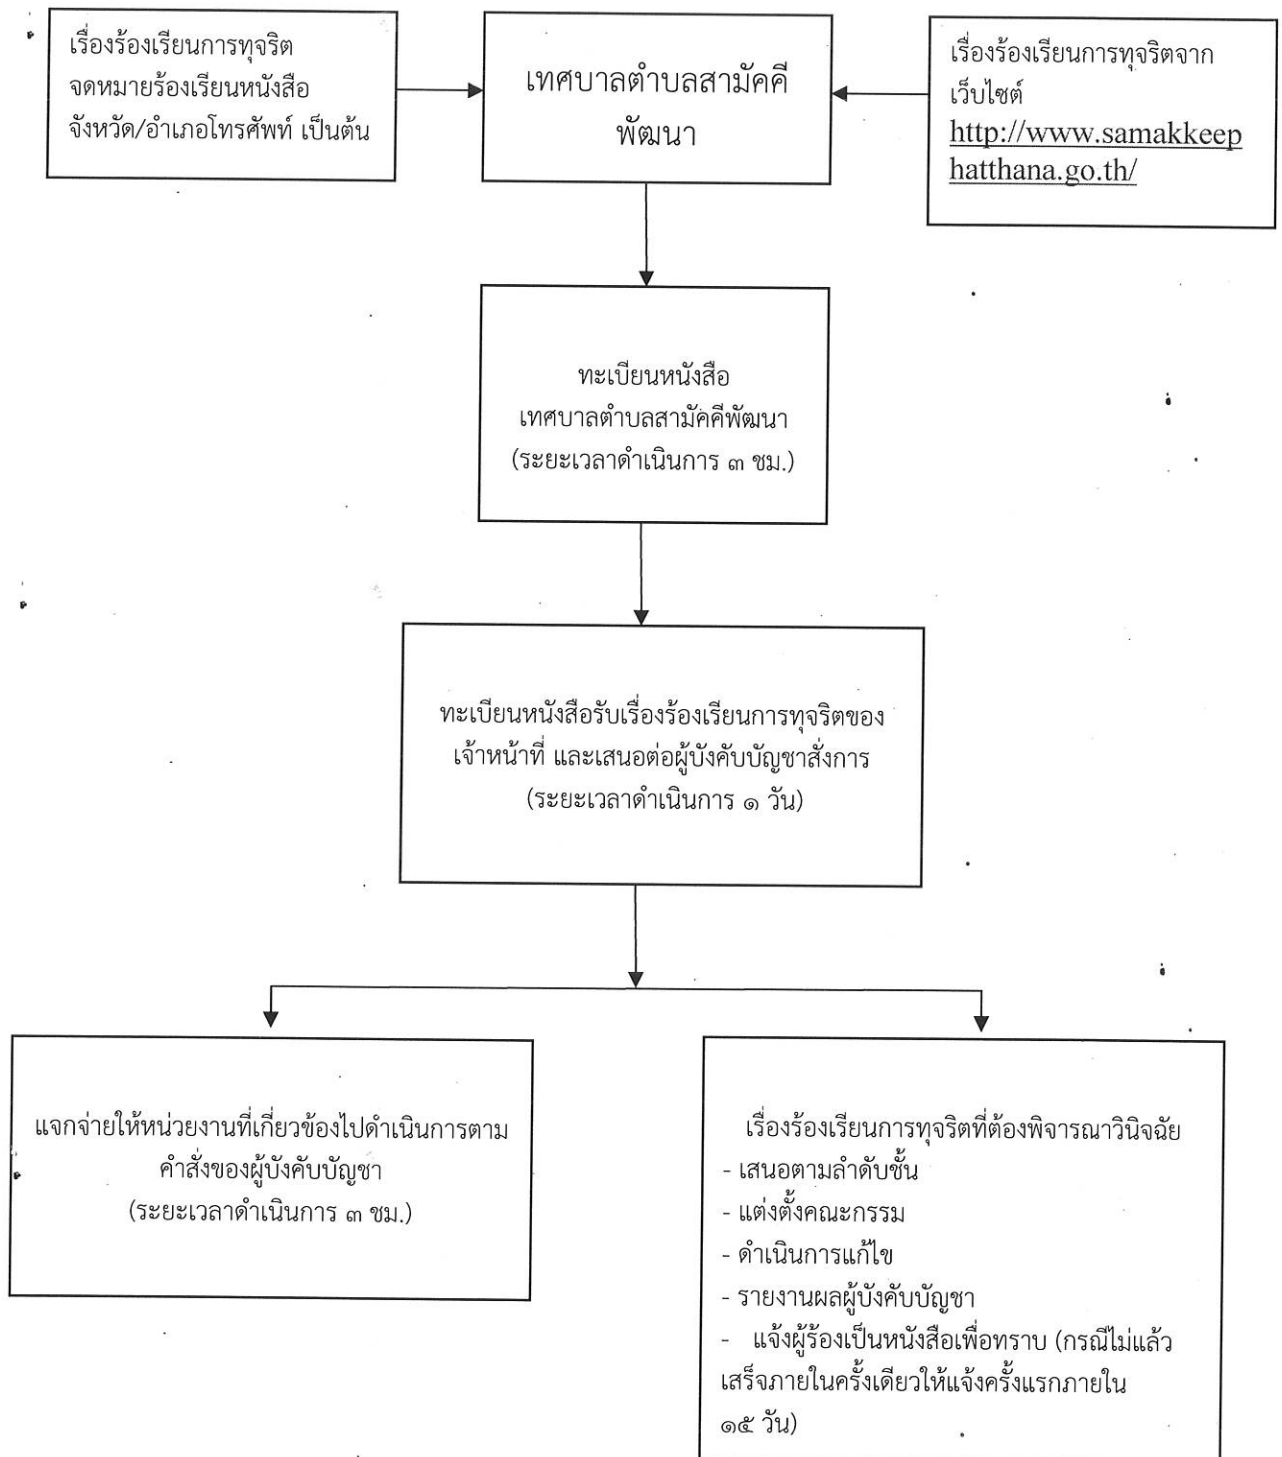 เรื่องร้องเรียนการทุจริต
จดหมายร้องเรียนหนังสือ
จังหวัด/อำเภอโทรศัพท์ เป็นต้น
เทศบาลตำบลสามัคคี
พัฒนา
เรื่องร้องเรียนการทุจริตจาก
เว็บไซต์
http://www.samakkeep
hatthana.go.th/
ทะเบียนหนังสือ
เทศบาลตำบลสามัคคีพัฒนา
(ระยะเวลาดำเนินการ ๓ ชม.)
ทะเบียนหนังสือรับเรื่องร้องเรียนการทุจริตของ
เจ้าหน้าที่ และเสนอต่อผู้บังคับบัญชาสั่งการ
(ระยะเวลาดำเนินการ ๑ วัน)
แจกจ่ายให้หน่วยงานที่เกี่ยวข้องไปดำเนินการตาม
คำสั่งของผู้บังคับบัญชา
(ระยะเวลาดำเนินการ ๓ ชม.)
เรื่องร้องเรียนการทุจริตที่ต้องพิจารณาวินิจฉัย
- เสนอตามลำดับชั้น
- แต่งตั้งคณะกรรม
- ดำเนินการแก้ไข
- รายงานผลผู้บังคับบัญชา
- แจ้งผู้ร้องเป็นหนังสือเพื่อทราบ (กรณีไม่แล้ว
เสร็จภายในครั้งเดียวให้แจ้งครั้งแรกภายใน
๑๕ วัน)